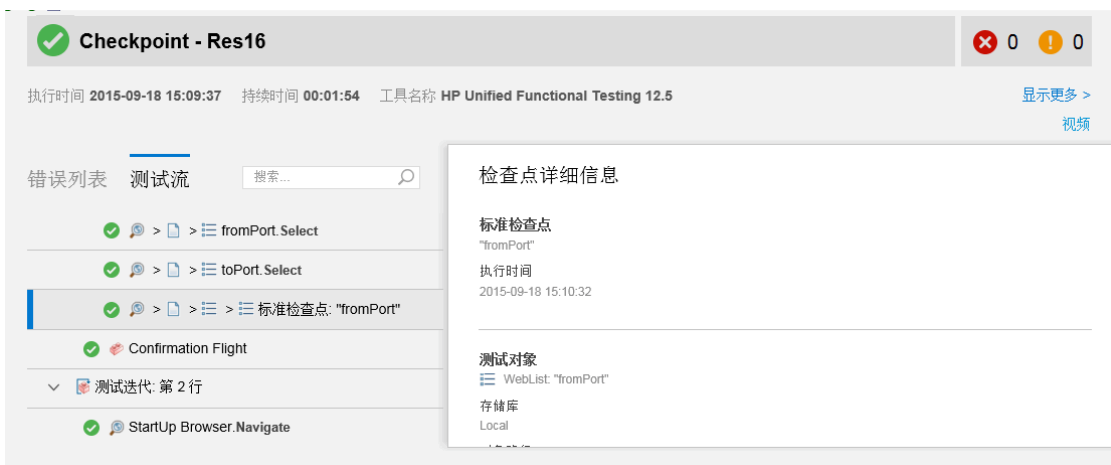 Checkpoint - Res16
0
0
执行时间 2015-09-18 15:09:37 持续时间 00:01:54 工具名称 HP Unified Functional Testing 12.5
显示更多 >
视频
错误列表 测试流 搜索...
> > fromPort.Select
> > toPort.Select
> > > 标准检查点: "fromPort"
Confirmation Flight
测试迭代: 第 2 行
StartUp Browser.Navigate
检查点详细信息
标准检查点
"fromPort"
执行时间
2015-09-18 15:10:32
测试对象
WebList: "fromPort"
存储库
Local